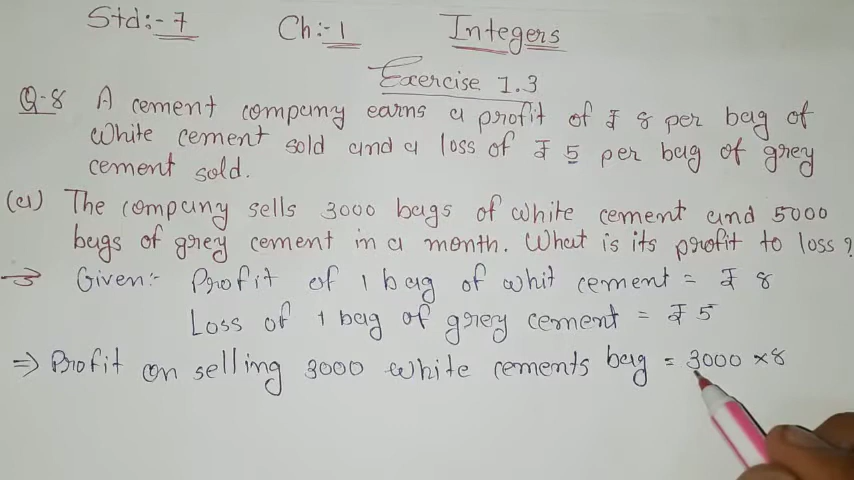 Std:- 7 Ch:- 1 Integers
Exercise 1.3
Q-8 A cement company earns a profit of ₹ 8 per bag of
white cement sold and a loss of ₹ 5 per bag of grey
cement sold.
(a) The company sells 3000 bags of white cement and 5000
bags of grey cement in a month. What is its profit to loss?
→ Given:- Profit of 1 bag of whit cement = ₹ 8
Loss of 1 bag of grey cement = ₹ 5
⇒ Profit on selling 3000 white cements bag = 3000 × 8